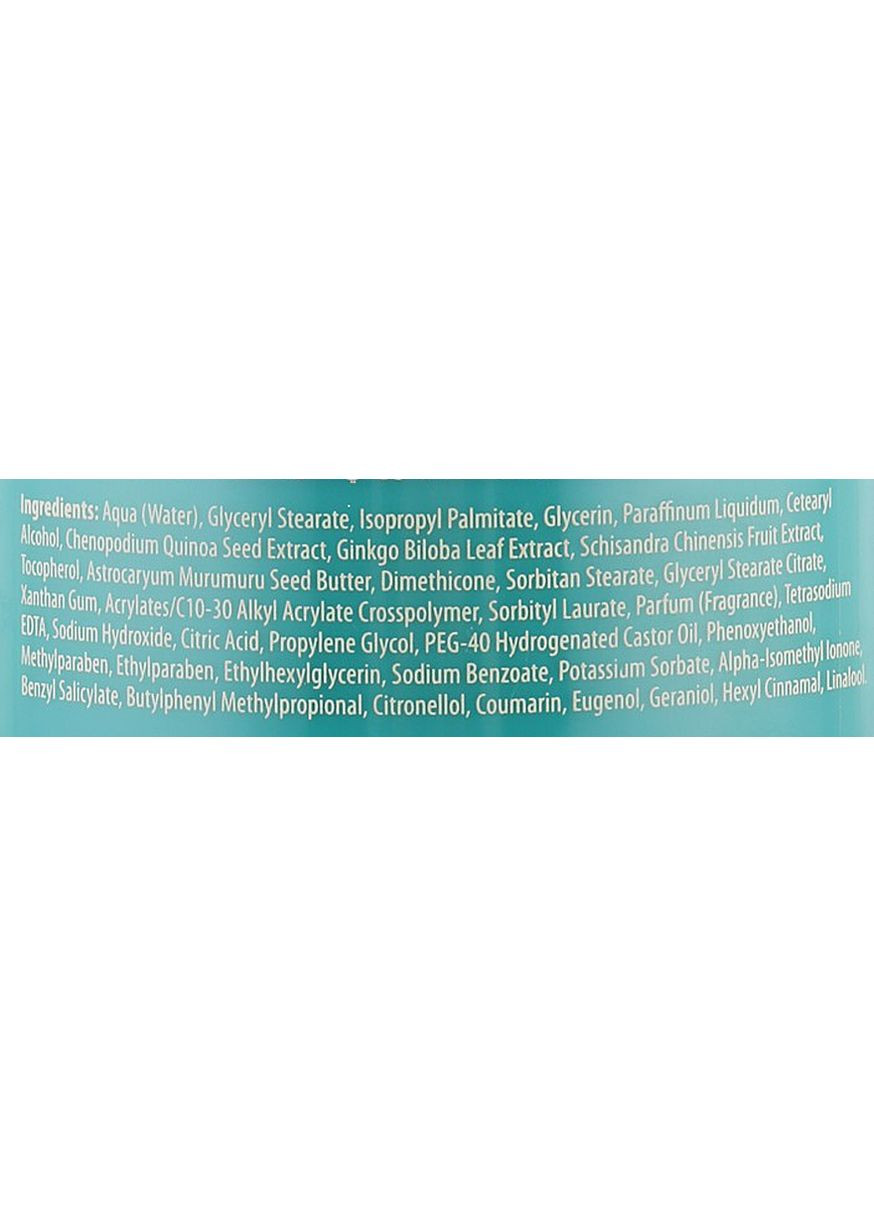 Ingredients: Aqua (Water), Glyceryl Stearate, Isopropyl Palmitate, Glycerin, Paraffinum Liquidum, Cetearyl
Alcohol, Chenopodium Quinoa Seed Extract, Ginkgo Biloba Leaf Extract, Schisandra Chinensis Fruit Extract,
Tocopherol, Astrocaryum Murumuru Seed Butter, Dimethicone, Sorbitan Stearate, Glyceryl Stearate Citrate,
Xanthan Gum, Acrylates/C10-30 Alkyl Acrylate Crosspolymer, Sorbityl Laurate, Parfum (Fragrance), Tetrasodium
EDTA, Sodium Hydroxide, Citric Acid, Propylene Glycol, PEG-40 Hydrogenated Castor Oil, Phenoxyethanol,
Methylparaben, Ethylparaben, Ethylhexylglycerin, Sodium Benzoate, Potassium Sorbate, Alpha-Isomethyl Ionone,
Benzyl Salicylate, Butylphenyl Methylpropional, Citronellol, Coumarin, Eugenol, Geraniol, Hexyl Cinnamal, Linalool.